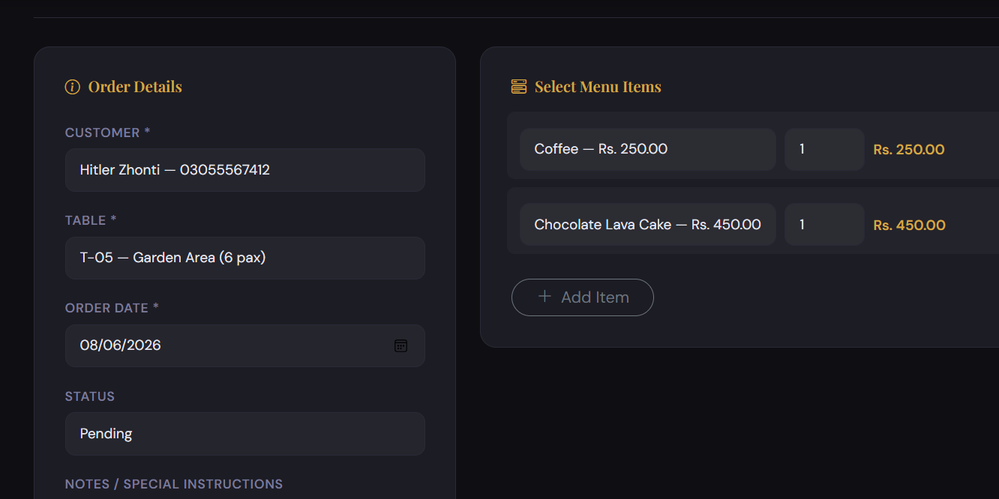 Order Details
CUSTOMER *
Hitler Zhonti — 03055567412
TABLE *
T-05 — Garden Area (6 pax)
ORDER DATE *
08/06/2026
STATUS
Pending
NOTES / SPECIAL INSTRUCTIONS
Select Menu Items
Coffee — Rs. 250.00 1 Rs. 250.00
Chocolate Lava Cake — Rs. 450.00 1 Rs. 450.00
+ Add Item